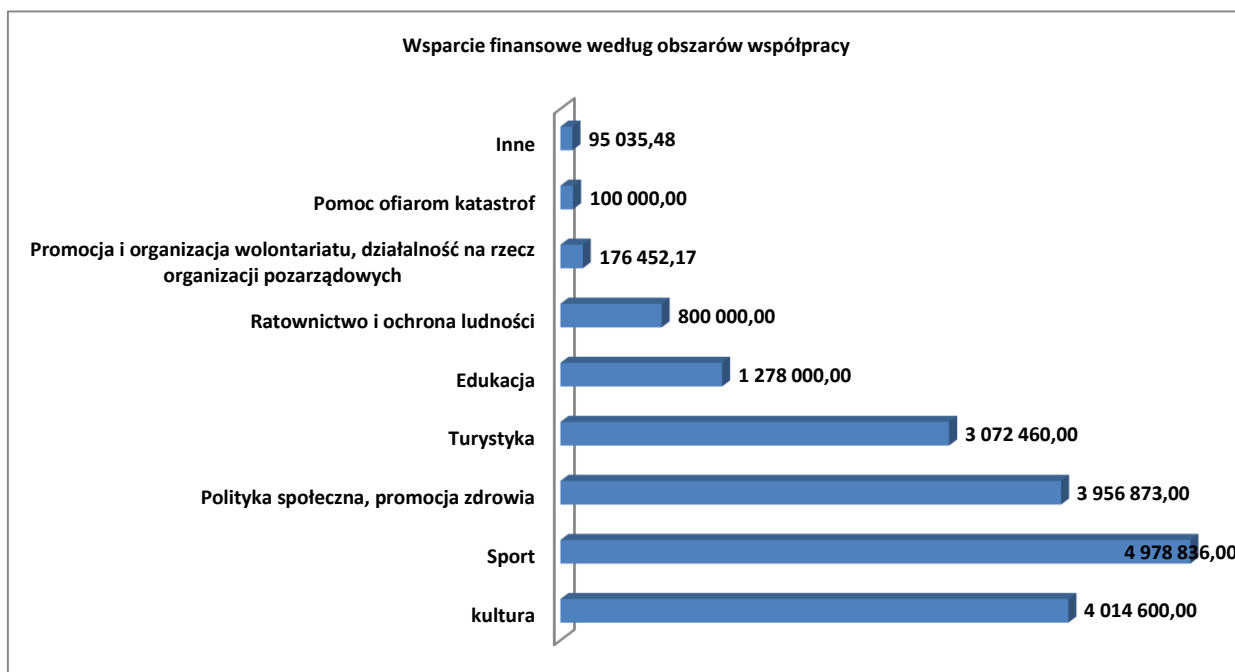 Wsparcie finansowe według obszarów współpracy
Inne
95 035,48
Pomoc ofiarom katastrof
100 000,00
Promocja i organizacja wolontariatu, działalność na rzecz
organizacji pozarządowych
176 452,17
Ratownictwo i ochrona ludności
800 000,00
Edukacja
1 278 000,00
Turystyka
3 072 460,00
Polityka społeczna, promocja zdrowia
3 956 873,00
Sport
4 978 836,00
kultura
4 014 600,00